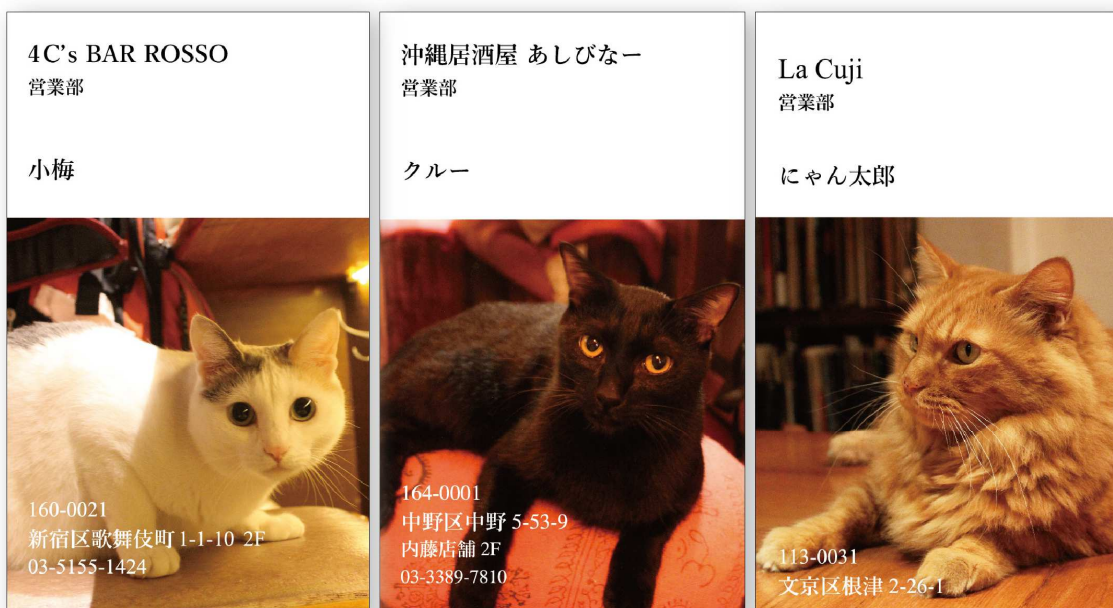 4C's BAR ROSSO
営業部
小梅
160-0021
新宿区歌舞伎町 1-1-10 2F
03-5155-1424
沖縄居酒屋 あしびなー
営業部
クルー
164-0001
中野区中野 5-53-9
内藤店舗 2F
03-3389-7810
La Cuji
営業部
にゃん太郎
113-0031
文京区根津 2-26-1